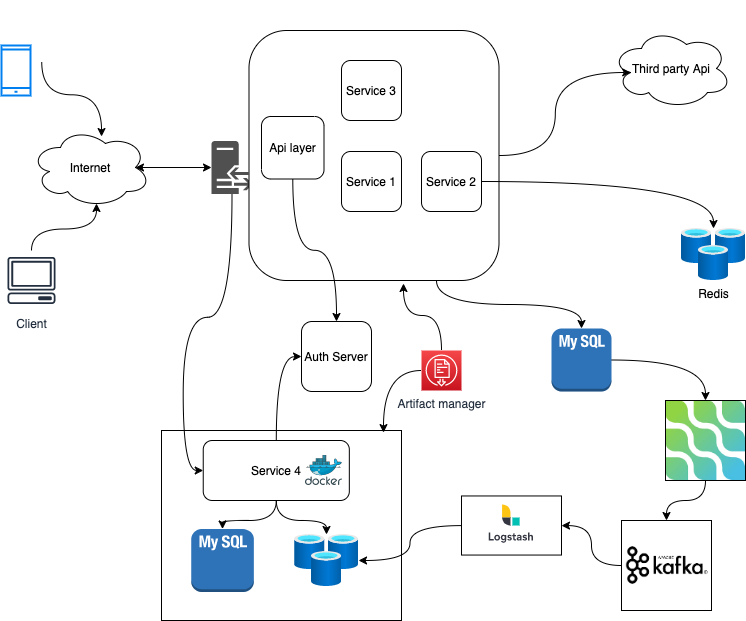 Service 3
Third party Api
Api layer
Internet
Service 1
Service 2
Redis
Client
My SQL
Auth Server
Artifact manager
Service 4
docker
My SQL
Logstash
APACHE
kafka®